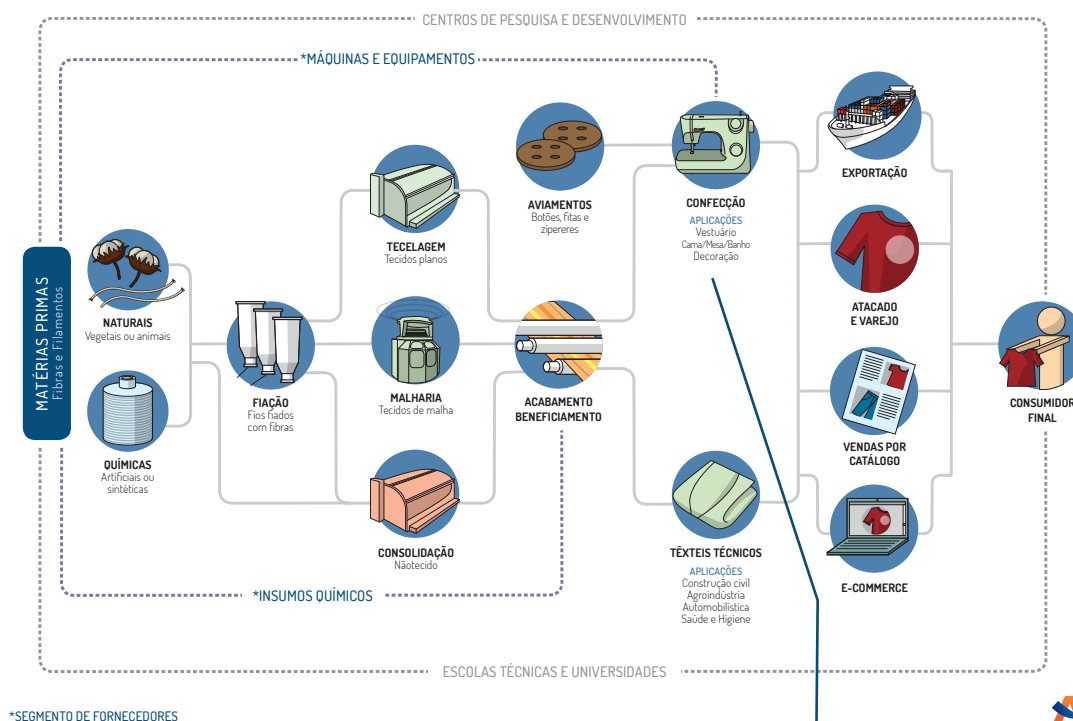 CENTROS DE PESQUISA E DESENVOLVIMENTO
*MÁQUINAS E EQUIPAMENTOS
MATÉRIAS PRIMAS
Fibras e Filamentos
NATURAIS
Vegetais ou animais
QUÍMICAS
Artificiais ou
sintéticas
FIAÇÃO
Fios fiados
com fibras
TECELAGEM
Tecidos planos
MALHARIA
Tecidos de malha
CONSOLIDAÇÃO
Nãotecido
AVIAMENTOS
Botões, fitas e
zípereres
ACABAMENTO
BENEFICIAMENTO
CONFECÇÃO
APLICAÇÕES
Vestuário
Cama/Mesa/Banho
Decoração
TÊXTEIS TÉCNICOS
APLICAÇÕES
Construção civil
Agroindústria
Automobilística
Saúde e Higiene
EXPORTAÇÃO
ATACADO
E VAREJO
VENDAS POR
CATÁLOGO
E-COMMERCE
CONSUMIDOR
FINAL
*INSUMOS QUÍMICOS
ESCOLAS TÉCNICAS E UNIVERSIDADES
*SEGMENTO DE FORNECEDORES